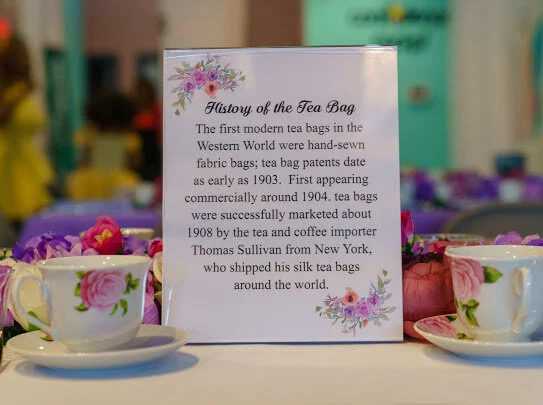 History of the Tea Bag
The first modern tea bags in the
Western World were hand-sewn
fabric bags; tea bag patents date
as early as 1903.  First appearing
commercially around 1904. tea bags
were successfully marketed about
1908 by the tea and coffee importer
Thomas Sullivan from New York,
who shipped his silk tea bags
around the world.